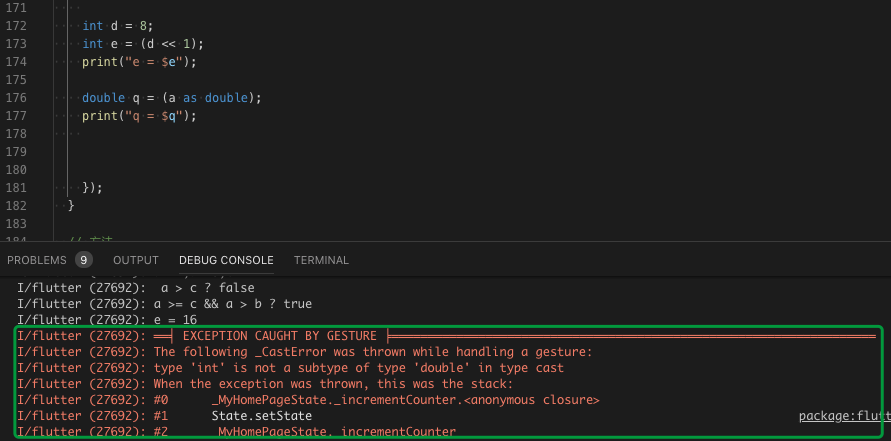 171
172 int d = 8;
173 int e = (d << 1);
174 print("e = $e");
175
176 double q = (a as double);
177 print("q = $q");
178
179
180
181 });
182 }
183
184 // 方法
PROBLEMS 9 OUTPUT DEBUG CONSOLE TERMINAL
I/flutter (27692):  a > c ? false
I/flutter (27692): a >= c && a > b ? true
I/flutter (27692): e = 16
I/flutter (27692): ══╡ EXCEPTION CAUGHT BY GESTURE ╞═══════════════════════════════════════════════════════════════════
I/flutter (27692): The following _CastError was thrown while handling a gesture:
I/flutter (27692): type 'int' is not a subtype of type 'double' in type cast
I/flutter (27692): When the exception was thrown, this was the stack:
I/flutter (27692): #0      _MyHomePageState._incrementCounter.<anonymous closure>
I/flutter (27692): #1      State.setState package:flutt
I/flutter (27692): #2      _MyHomePageState._incrementCounter